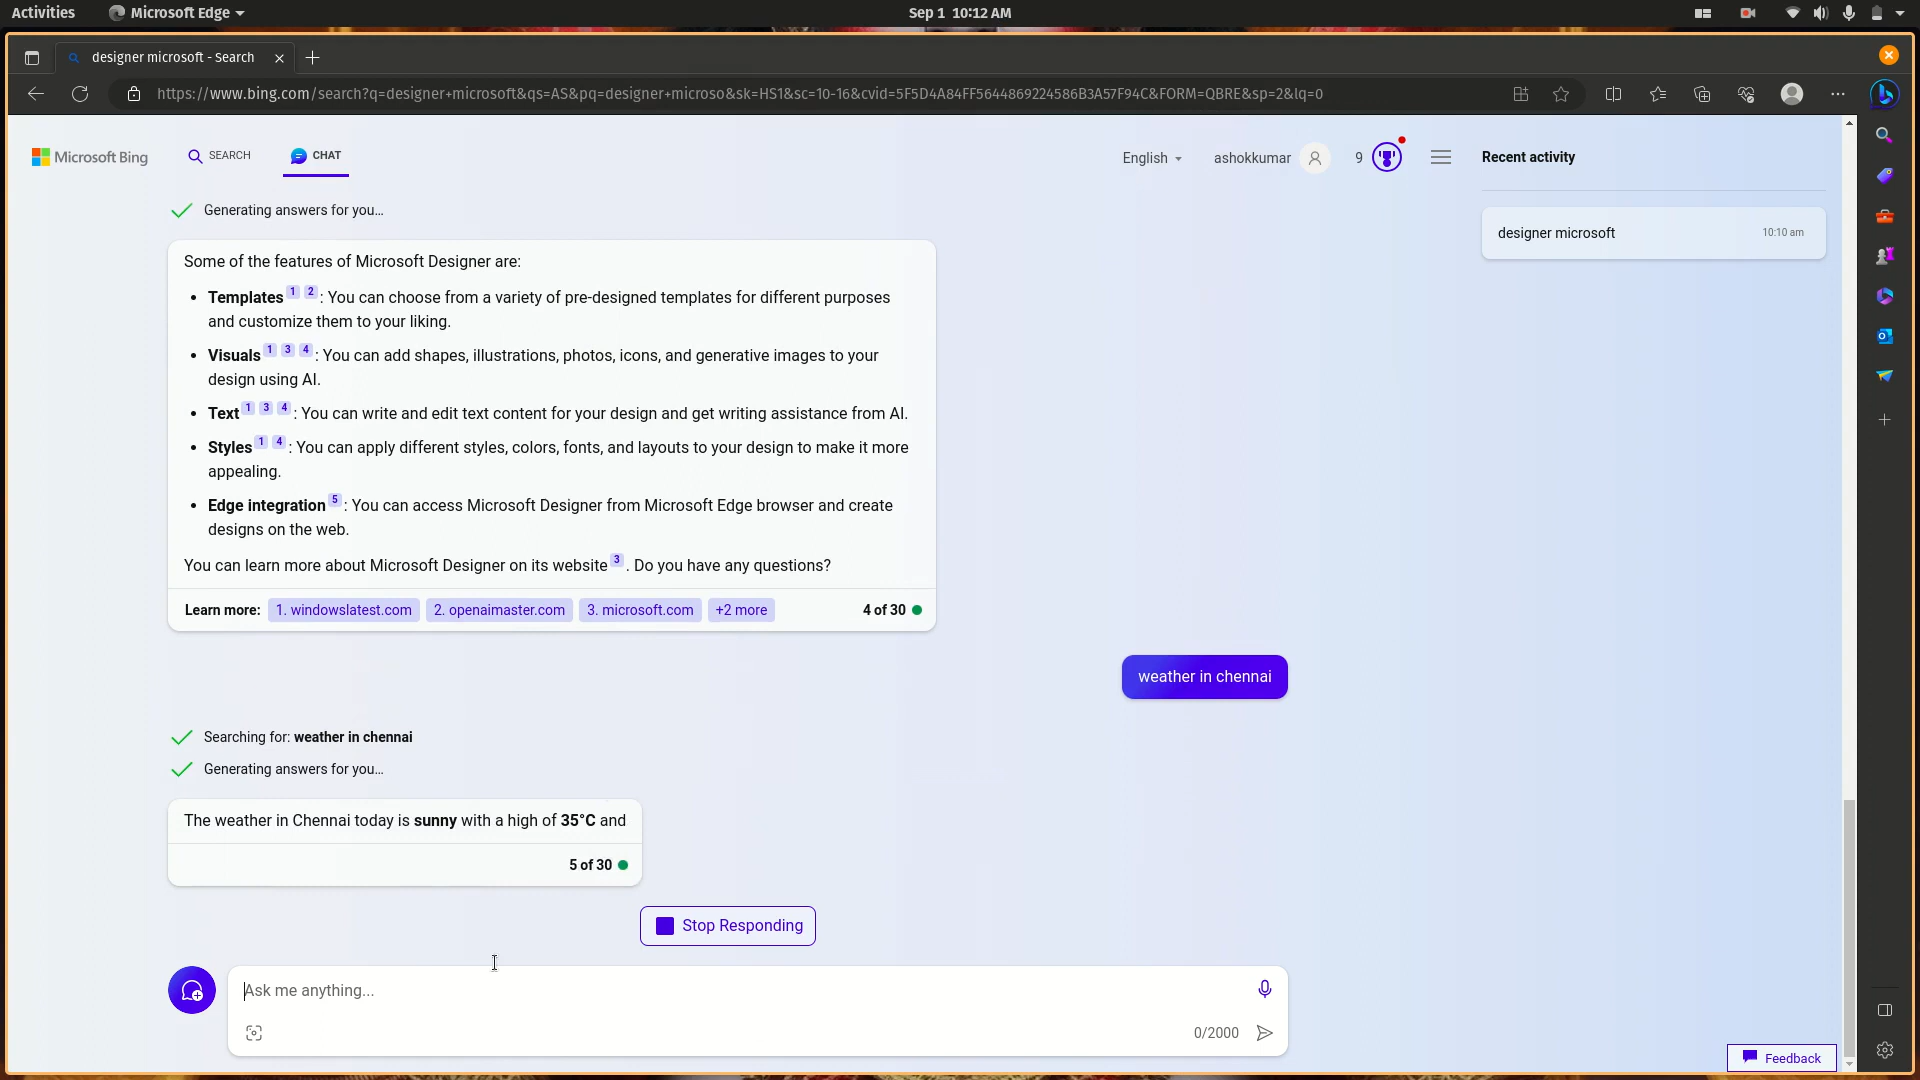 Activities
Microsoft Edge
Sep 1 10:12 AM
designer microsoft - Search
https://www.bing.com/search?q=designer+microsoft&qs=AS&pq=designer+microso&sk=HS1&sc=10-16&cvid=5F5D4A84FF5644869224586B3A57F94C&FORM=QBRE&sp=2&lq=0
Microsoft Bing
SEARCH
CHAT
English
ashokkumar
9
Recent activity
designer microsoft
10:10 am
Generating answers for you...
Some of the features of Microsoft Designer are:
• Templates 1 2 : You can choose from a variety of pre-designed templates for different purposes
and customize them to your liking.
• Visuals 1 3 4 : You can add shapes, illustrations, photos, icons, and generative images to your
design using AI.
• Text 1 3 4 : You can write and edit text content for your design and get writing assistance from AI.
• Styles 1 4 : You can apply different styles, colors, fonts, and layouts to your design to make it more
appealing.
• Edge integration 5 : You can access Microsoft Designer from Microsoft Edge browser and create
designs on the web.
You can learn more about Microsoft Designer on its website 3 . Do you have any questions?
Learn more: 1. windowslatest.com 2. openaimaster.com 3. microsoft.com +2 more 4 of 30
weather in chennai
Searching for: weather in chennai
Generating answers for you...
The weather in Chennai today is sunny with a high of 35°C and
5 of 30
Stop Responding
Ask me anything...
0/2000
Feedback